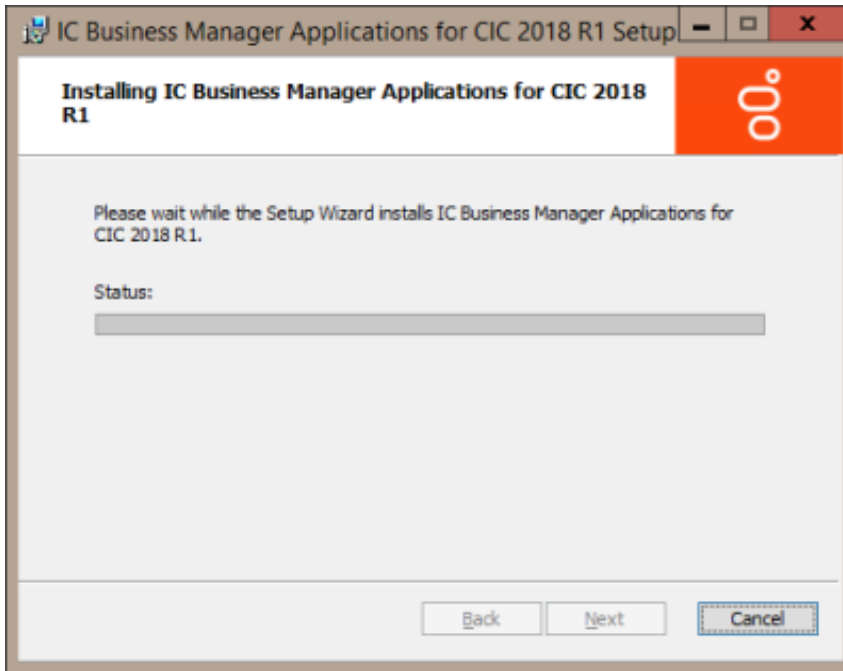 IC Business Manager Applications for CIC 2018 R1 Setup
Installing IC Business Manager Applications for CIC 2018
R1
Please wait while the Setup Wizard installs IC Business Manager Applications for
CIC 2018 R1.
Status:
Back Next Cancel